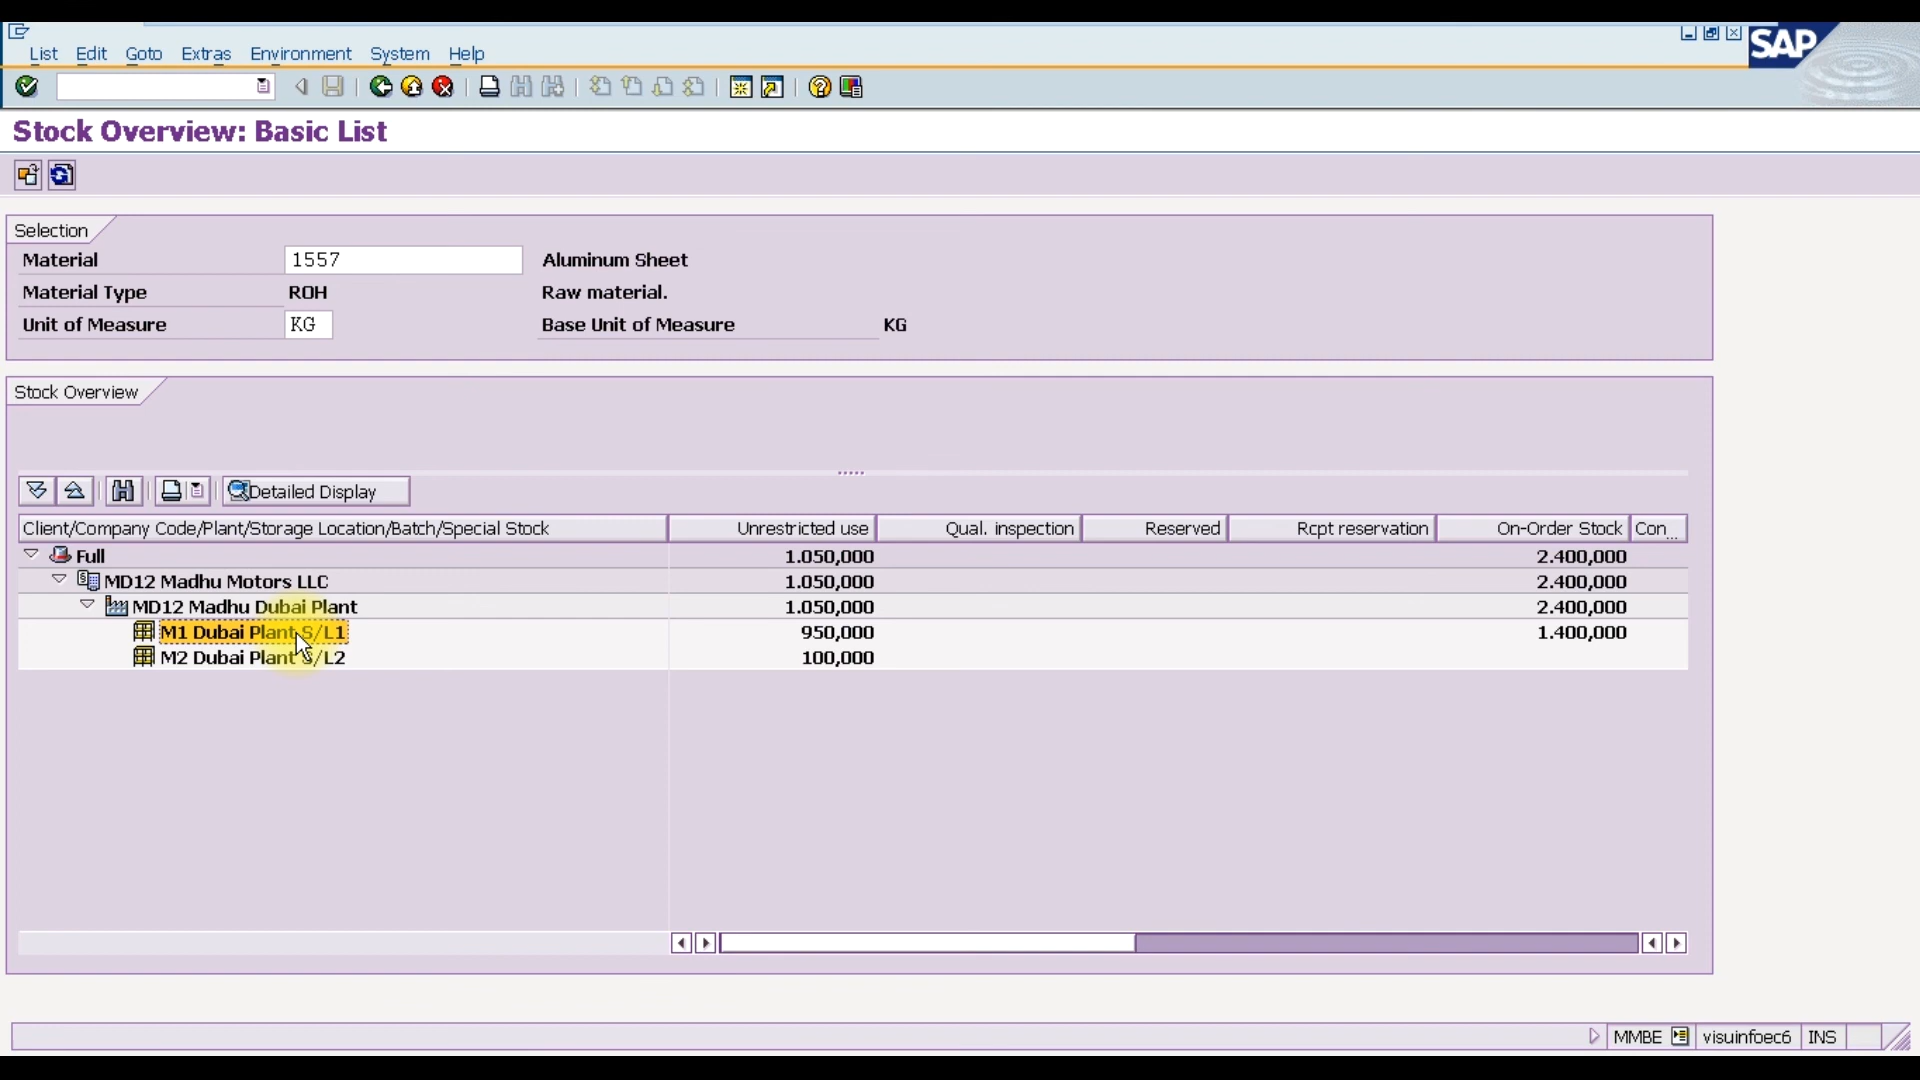 List Edit Goto Extras Environment System Help
SAP
Stock Overview: Basic List
Selection
Material 1557 Aluminum Sheet
Material Type ROH Raw material.
Unit of Measure KG Base Unit of Measure KG
Stock Overview
Detailed Display
Client/Company Code/Plant/Storage Location/Batch/Special Stock Unrestricted use Qual. inspection Reserved Rcpt reservation On-Order Stock Con...
Full 1.050,000 2.400,000
MD12 Madhu Motors LLC 1.050,000 2.400,000
MD12 Madhu Dubai Plant 1.050,000 2.400,000
M1 Dubai Plant S/L1 950,000 1.400,000
M2 Dubai Plant S/L2 100,000
MMBE visuinfoec6 INS